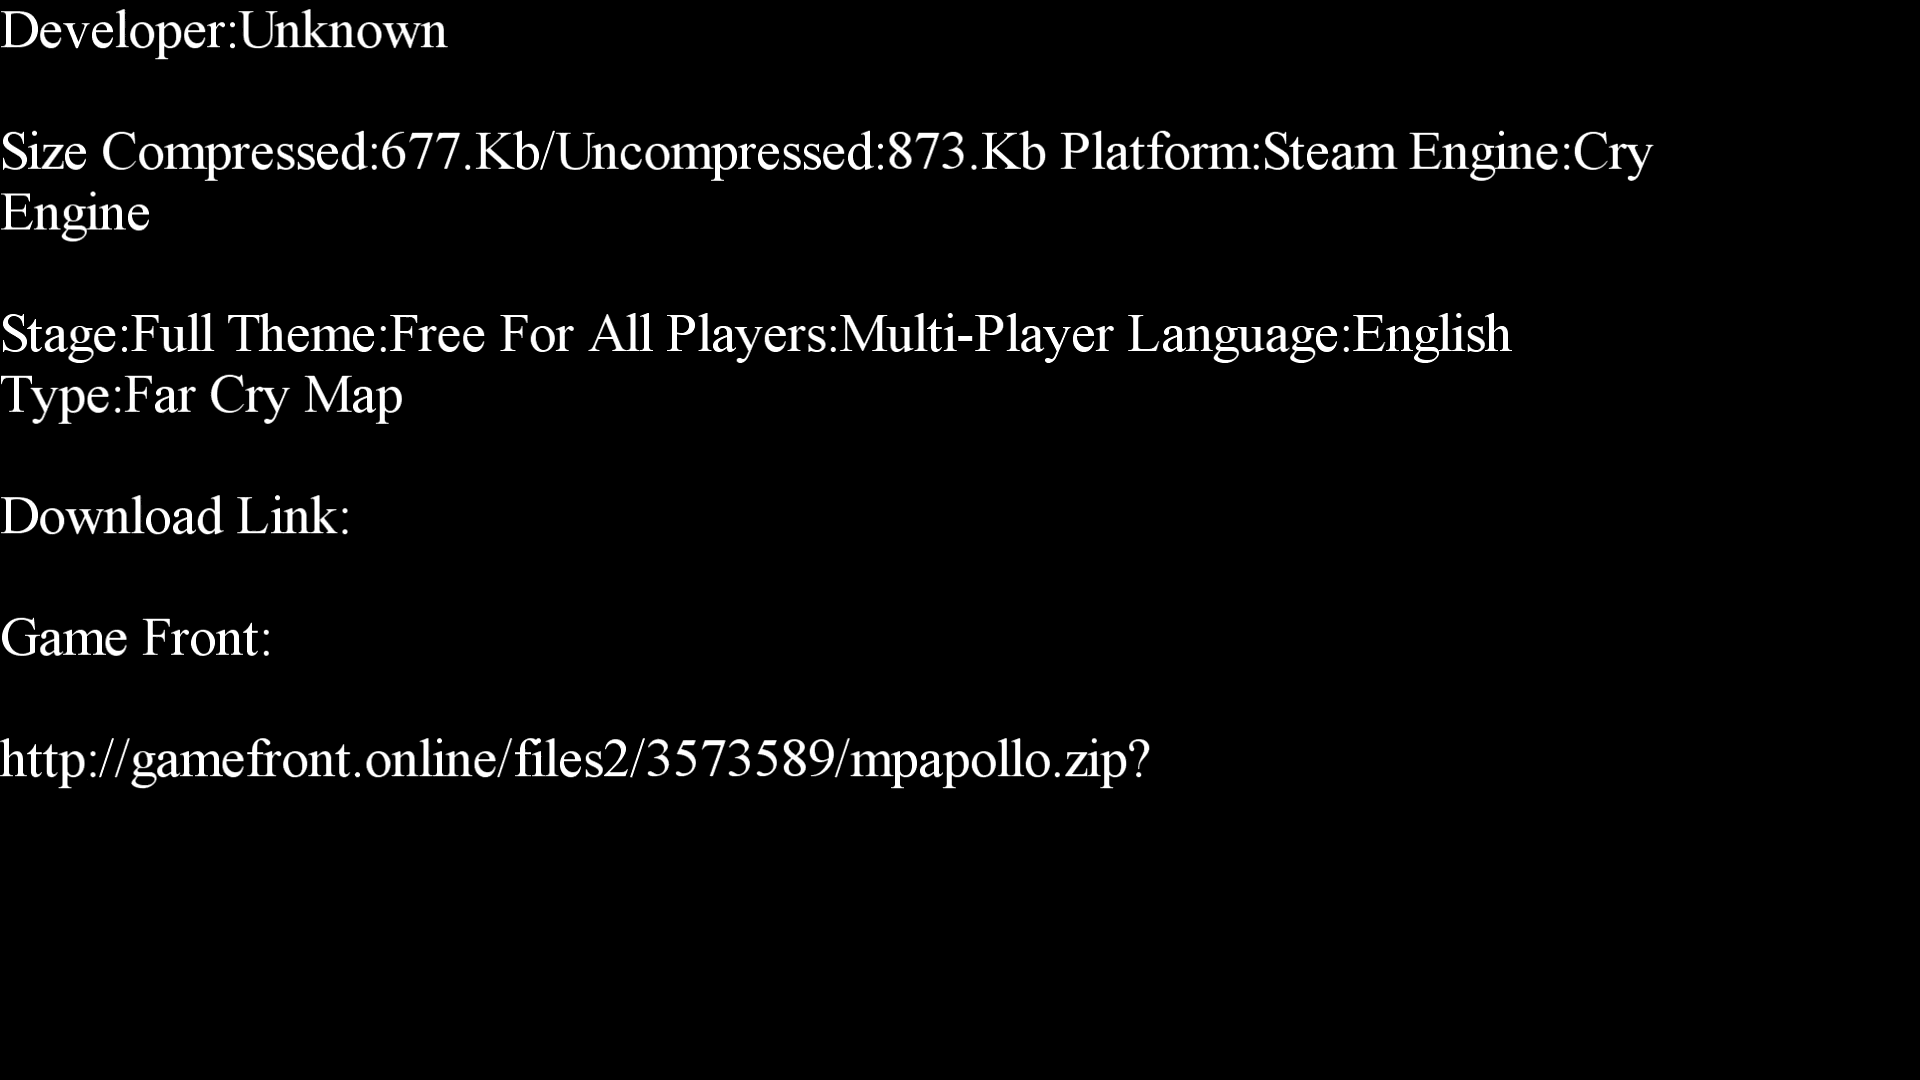 Developer:Unknown
Size Compressed:677.Kb/Uncompressed:873.Kb Platform:Steam Engine:Cry
Engine
Stage:Full Theme:Free For All Players:Multi-Player Language:English
Type:Far Cry Map
Download Link:
Game Front:
http://gamefront.online/files2/3573589/mpapollo.zip?